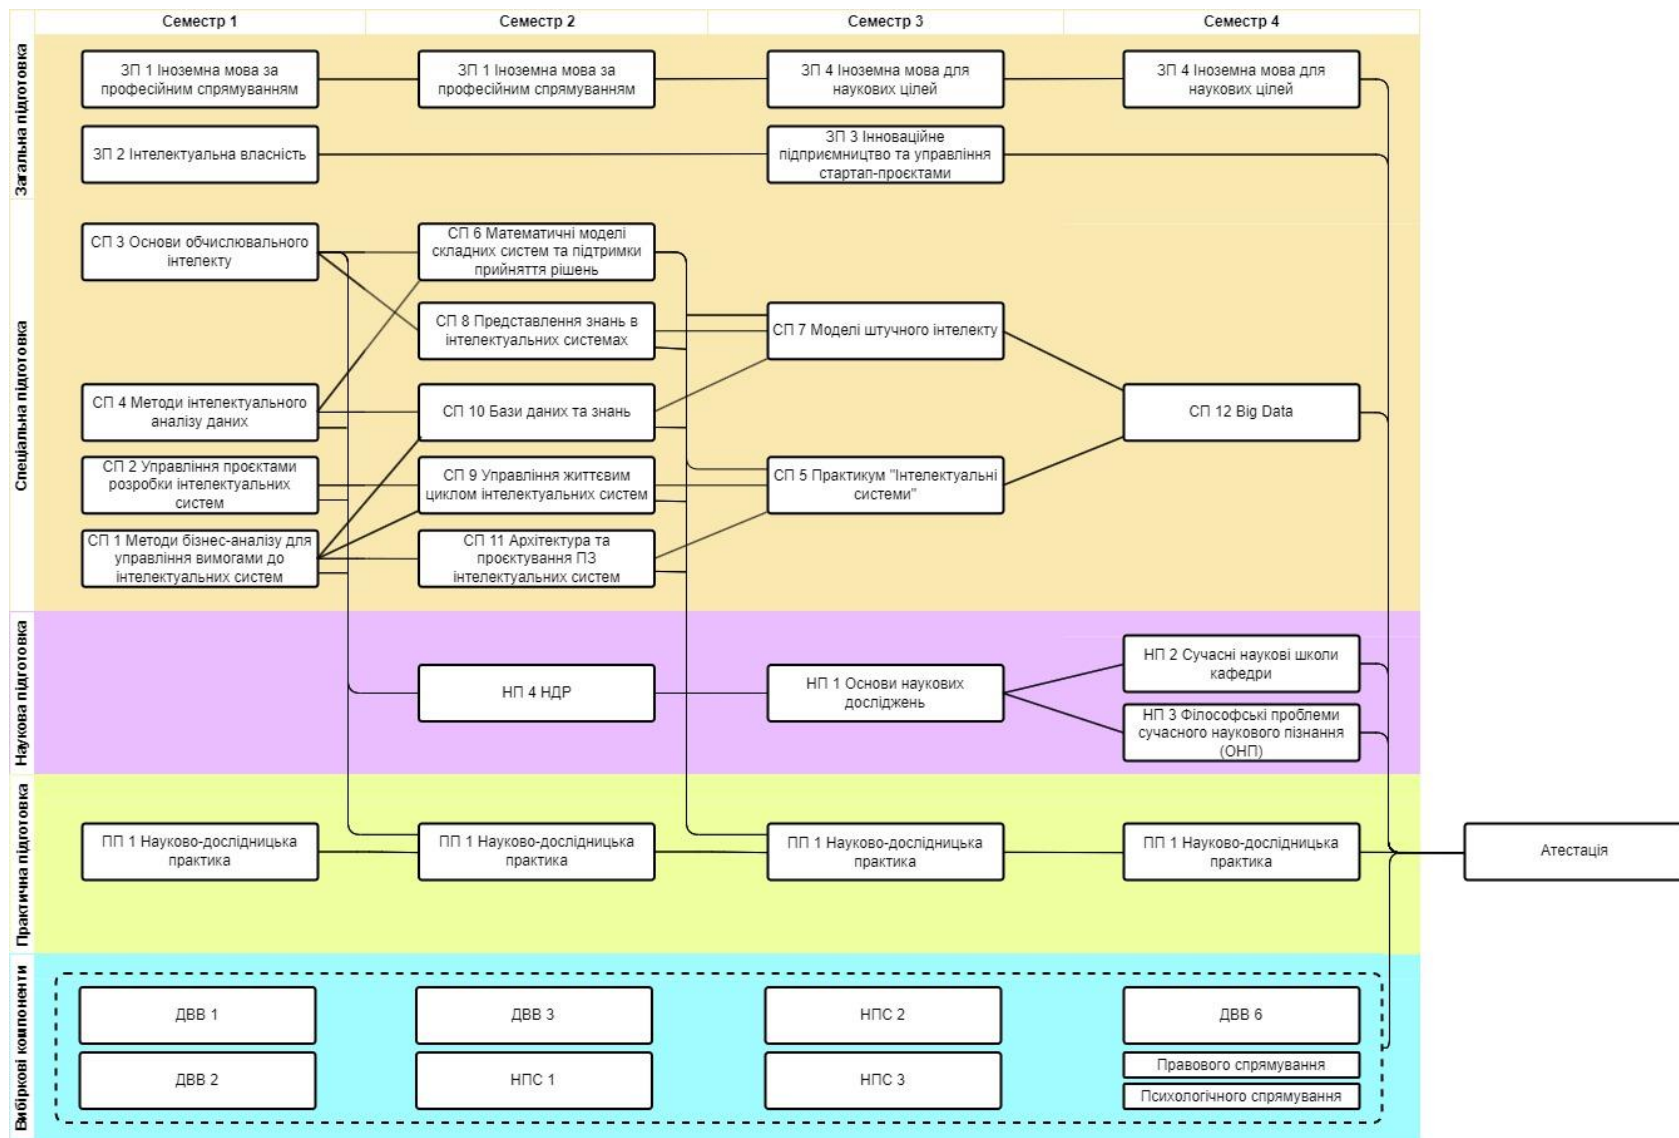 Семестр 1
Семестр 2
Семестр 3
Семестр 4
Загальна підготовка
ЗП 1 Іноземна мова за
професійним спрямуванням
ЗП 1 Іноземна мова за
професійним спрямуванням
ЗП 4 Іноземна мова для
наукових цілей
ЗП 4 Іноземна мова для
наукових цілей
ЗП 2 Інтелектуальна власність
ЗП 3 Інноваційне
підприємництво та управління
стартап-проєктами
Спеціальна підготовка
СП 3 Основи обчислювального
інтелекту
СП 6 Математичні моделі
складних систем та підтримки
прийняття рішень
СП 8 Представлення знань в
інтелектуальних системах
СП 7 Моделі штучного інтелекту
СП 4 Методи інтелектуального
аналізу даних
СП 10 Бази даних та знань
СП 12 Big Data
СП 2 Управління проєктами
розробки інтелектуальних
систем
СП 9 Управління життєвим
циклом інтелектуальних систем
СП 5 Практикум "Інтелектуальні
системи"
СП 1 Методи бізнес-аналізу для
управління вимогами до
інтелектуальних систем
СП 11 Архітектура та
проєктування ПЗ
інтелектуальних систем
Наукова підготовка
НП 4 НДР
НП 1 Основи наукових
досліджень
НП 2 Сучасні наукові школи
кафедри
НП 3 Філософські проблеми
сучасного наукового пізнання
(ОНП)
Практична підготовка
ПП 1 Науково-дослідницька
практика
ПП 1 Науково-дослідницька
практика
ПП 1 Науково-дослідницька
практика
ПП 1 Науково-дослідницька
практика
Атестація
Вибіркові компоненти
ДВВ 1
ДВВ 3
НПС 2
ДВВ 6
ДВВ 2
НПС 1
НПС 3
Правового спрямування
Психологічного спрямування